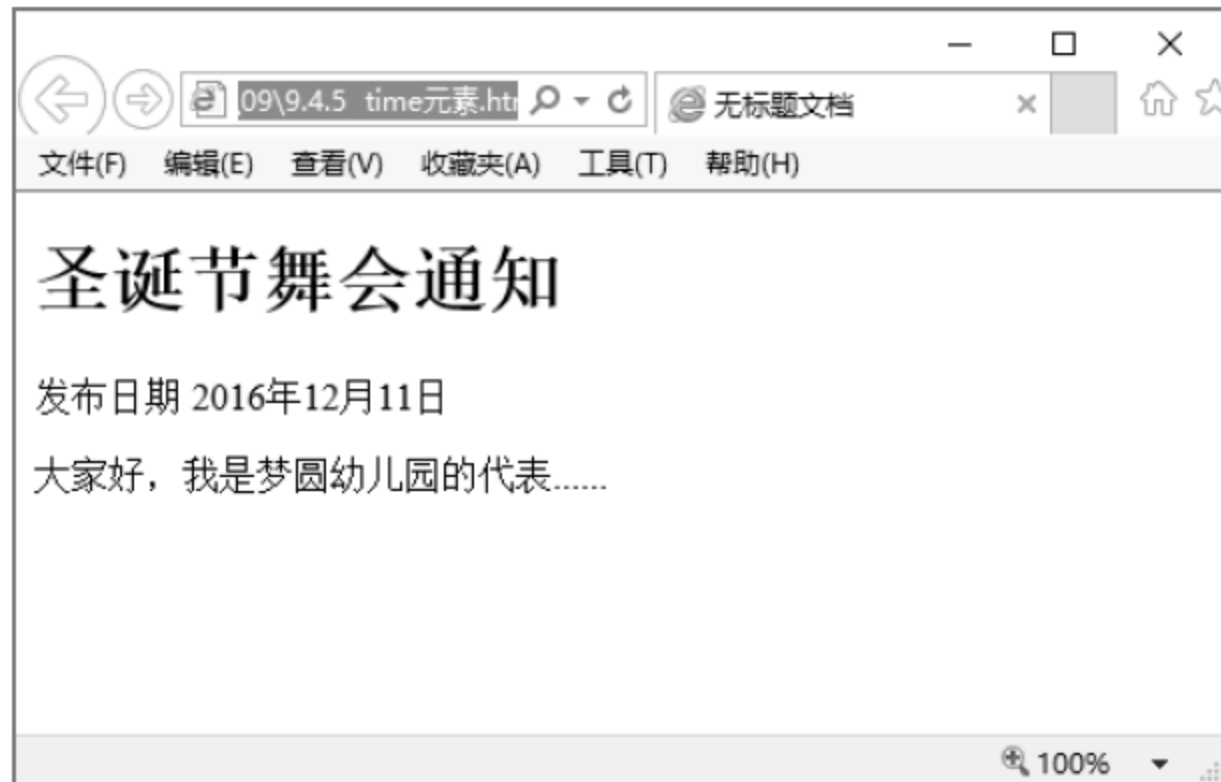 09\9.4.5 time元素.htm 无标题文档
文件(F) 编辑(E) 查看(V) 收藏夹(A) 工具(T) 帮助(H)
圣诞节舞会通知
发布日期 2016年12月11日
大家好，我是梦圆幼儿园的代表......
100%